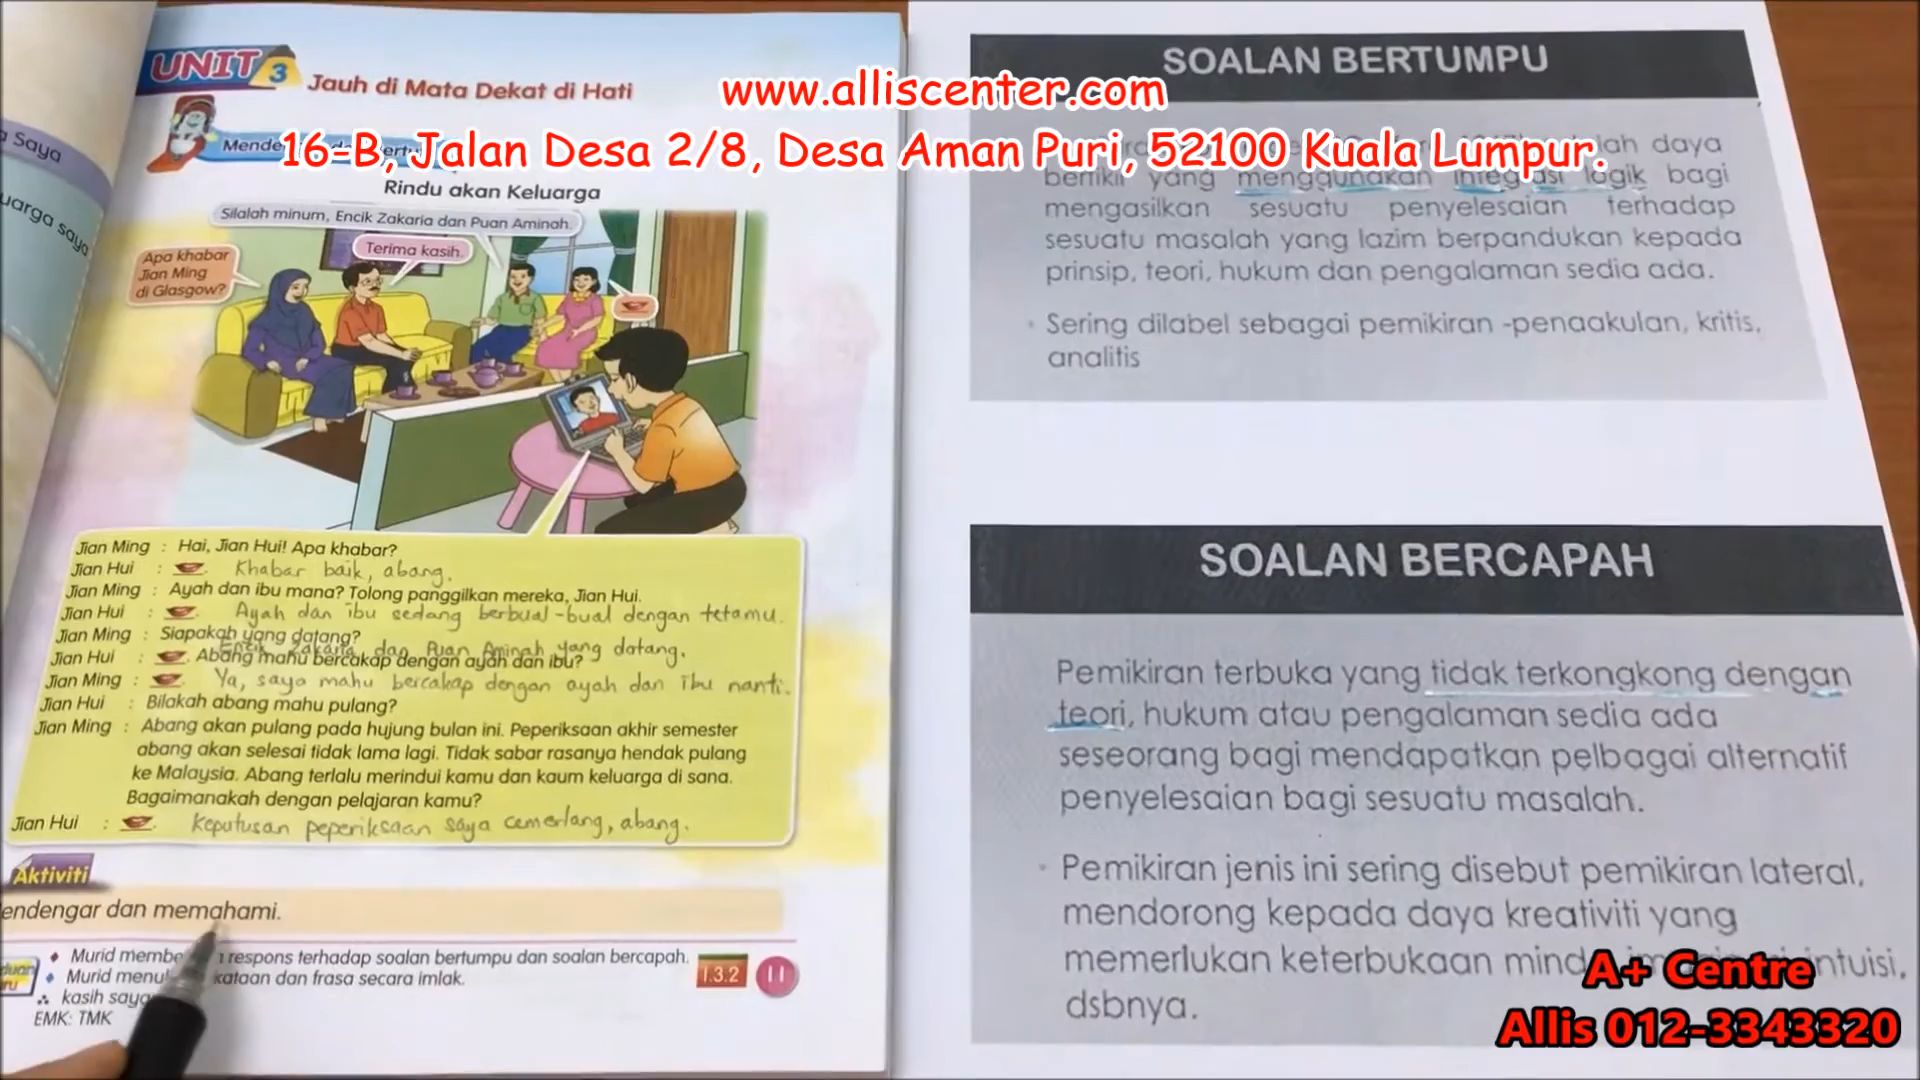 www.alliscenter.com
16-B, Jalan Desa 2/8, Desa Aman Puri, 52100 Kuala Lumpur.
Saya
keluarga saya
UNIT 3
Jauh di Mata Dekat di Hati
Rindu akan Keluarga
Silalah minum, Encik Zakaria dan Puan Aminah.
Terima kasih.
Apa khabar
Jian Ming
di Glasgow?
Jian Ming : Hai, Jian Hui! Apa khabar?
Jian Hui : Khabar baik, abang.
Jian Ming : Ayah dan ibu mana? Tolong panggilkan mereka, Jian Hui.
Jian Hui : Ayah dan ibu sedang berbual-bual dengan tetamu.
Jian Ming : Siapakah yang datang?
Encik Zakaria dan Puan Aminah yang datang.
Jian Hui : . Abang mahu bercakap dengan ayah dan ibu?
Jian Ming : Ya, saya mahu bercakap dengan ayah dan ibu nanti.
Jian Hui : Bilakah abang mahu pulang?
Jian Ming : Abang akan pulang pada hujung bulan ini. Peperiksaan akhir semester
abang akan selesai tidak lama lagi. Tidak sabar rasanya hendak pulang
ke Malaysia. Abang terlalu merindui kamu dan kaum keluarga di sana.
Bagaimanakah dengan pelajaran kamu?
Jian Hui : Keputusan peperiksaan saya cemerlang, abang.
Aktiviti
endengar dan memahami.
Murid membe respons terhadap soalan bertumpu dan soalan bercapah.
Murid menul kataan dan frasa secara imlak.
kasih saya
EMK: TMK
1.3.2
11
SOALAN BERTUMPU
daya
berfikir yang menggunakan integrasi logik bagi
mengasilkan sesuatu penyelesaian terhadap
sesuatu masalah yang lazim berpandukan kepada
prinsip, teori, hukum dan pengalaman sedia ada.
Sering dilabel sebagai pemikiran -penaakulan, kritis,
analitis
SOALAN BERCAPAH
Pemikiran terbuka yang tidak terkongkong dengan
teori, hukum atau pengalaman sedia ada
seseorang bagi mendapatkan pelbagai alternatif
penyelesaian bagi sesuatu masalah.
Pemikiran jenis ini sering disebut pemikiran lateral,
mendorong kepada daya kreativiti yang
memerlukan keterbukaan minda intuisi,
dsbnya.
A+ Centre
Allis 012-3343320